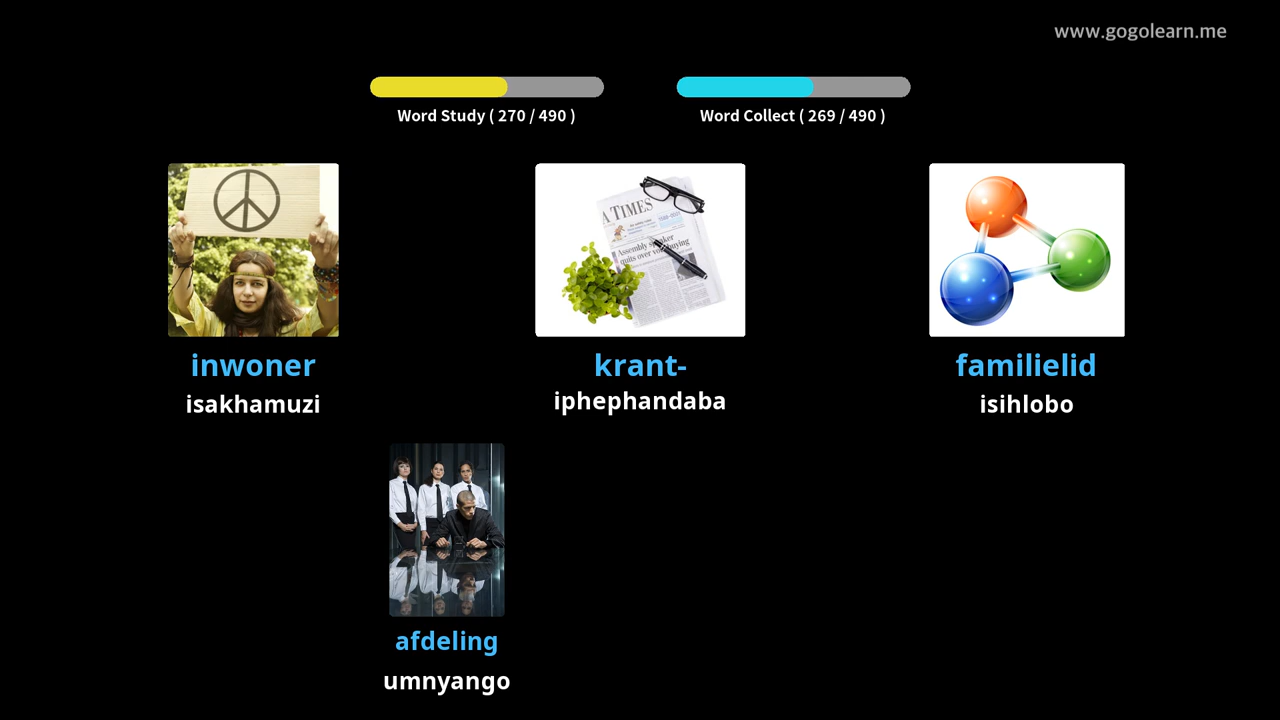 www.gogolearn.me
Word Study ( 270 / 490 )
Word Collect ( 269 / 490 )
A TIMES
inwoner
krant-
familielid
isakhamuzi
iphephandaba
isihlobo
afdeling
umnyango